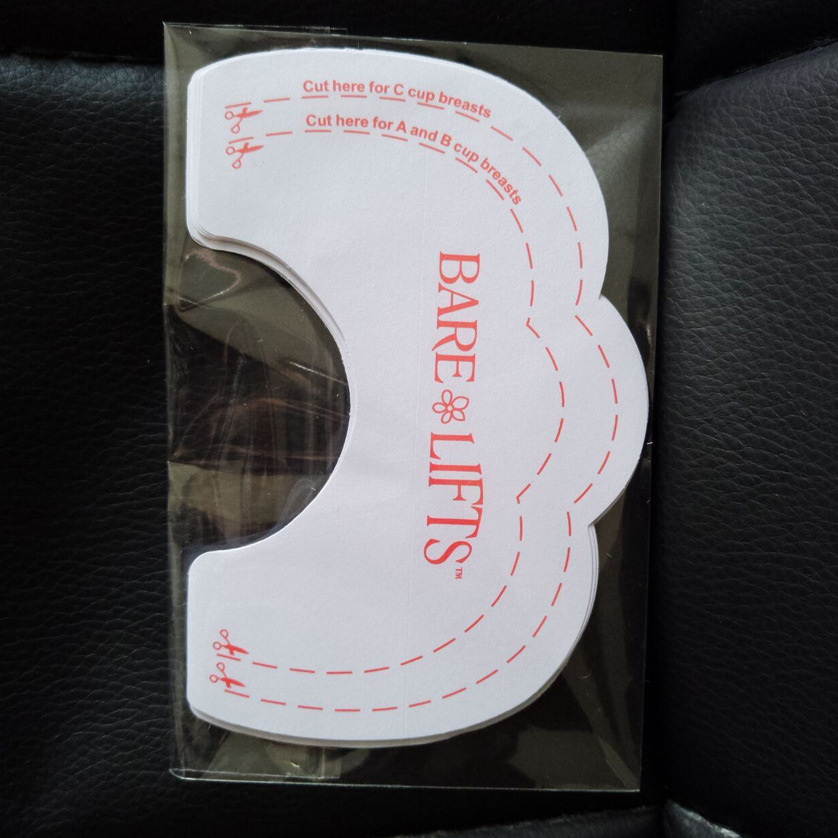 Cut here for C cup breasts
Cut here for A and B cup breasts
BARE LIFTS™